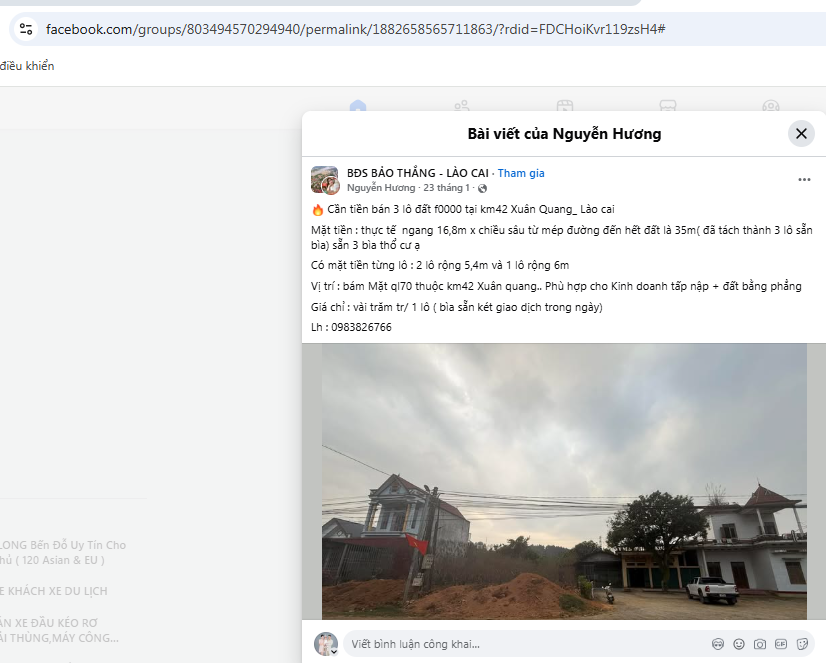 facebook.com/groups/803494570294940/permalink/1882658565711863/?rdid=FDCHoiKvr119zsH4#
điều khiển
Bài viết của Nguyễn Hương
BĐS BẢO THẮNG - LÀO CAI · Tham gia
Nguyễn Hương · 23 tháng 1 ·
🔥 Cần tiền bán 3 lô đất f0000 tại km42 Xuân Quang_ Lào cai
Mặt tiền : thực tế ngang 16,8m x chiều sâu từ mép đường đến hết đất là 35m( đã tách thành 3 lô sẵn
bìa) sẵn 3 bìa thổ cư ạ
Có mặt tiền từng lô : 2 lô rộng 5,4m và 1 lô rộng 6m
Vị trí : bám Mặt ql70 thuộc km42 Xuân quang.. Phù hợp cho Kinh doanh tấp nập + đất bằng phẳng
Giá chỉ : vài trăm tr/ 1 lô ( bìa sẵn két giao dịch trong ngày)
Lh : 0983826766
LONG Bến Đỗ Uy Tín Cho
hủ ( 120 Asian & EU )
E KHÁCH XE DU LỊCH
ÁN XE ĐẦU KÉO RƠ
ẢI THÙNG,MÁY CÔNG...
Viết bình luận công khai...
GIF